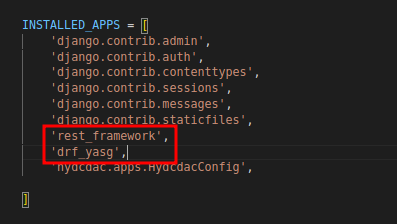 INSTALLED_APPS = [
'django.contrib.admin',
'django.contrib.auth',
'django.contrib.contenttypes',
'django.contrib.sessions',
'django.contrib.messages',
'django.contrib.staticfiles',
'rest_framework',
'drf_yasg',
'hydcdac.apps.HydcdacConfig',
]